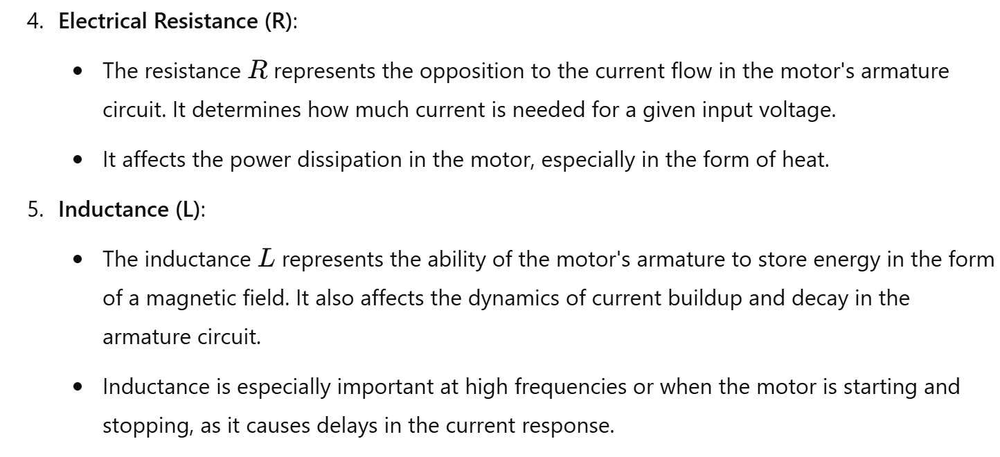 4. Electrical Resistance (R):
• The resistance R represents the opposition to the current flow in the motor's armature
circuit. It determines how much current is needed for a given input voltage.
• It affects the power dissipation in the motor, especially in the form of heat.
5. Inductance (L):
• The inductance L represents the ability of the motor's armature to store energy in the form
of a magnetic field. It also affects the dynamics of current buildup and decay in the
armature circuit.
• Inductance is especially important at high frequencies or when the motor is starting and
stopping, as it causes delays in the current response.